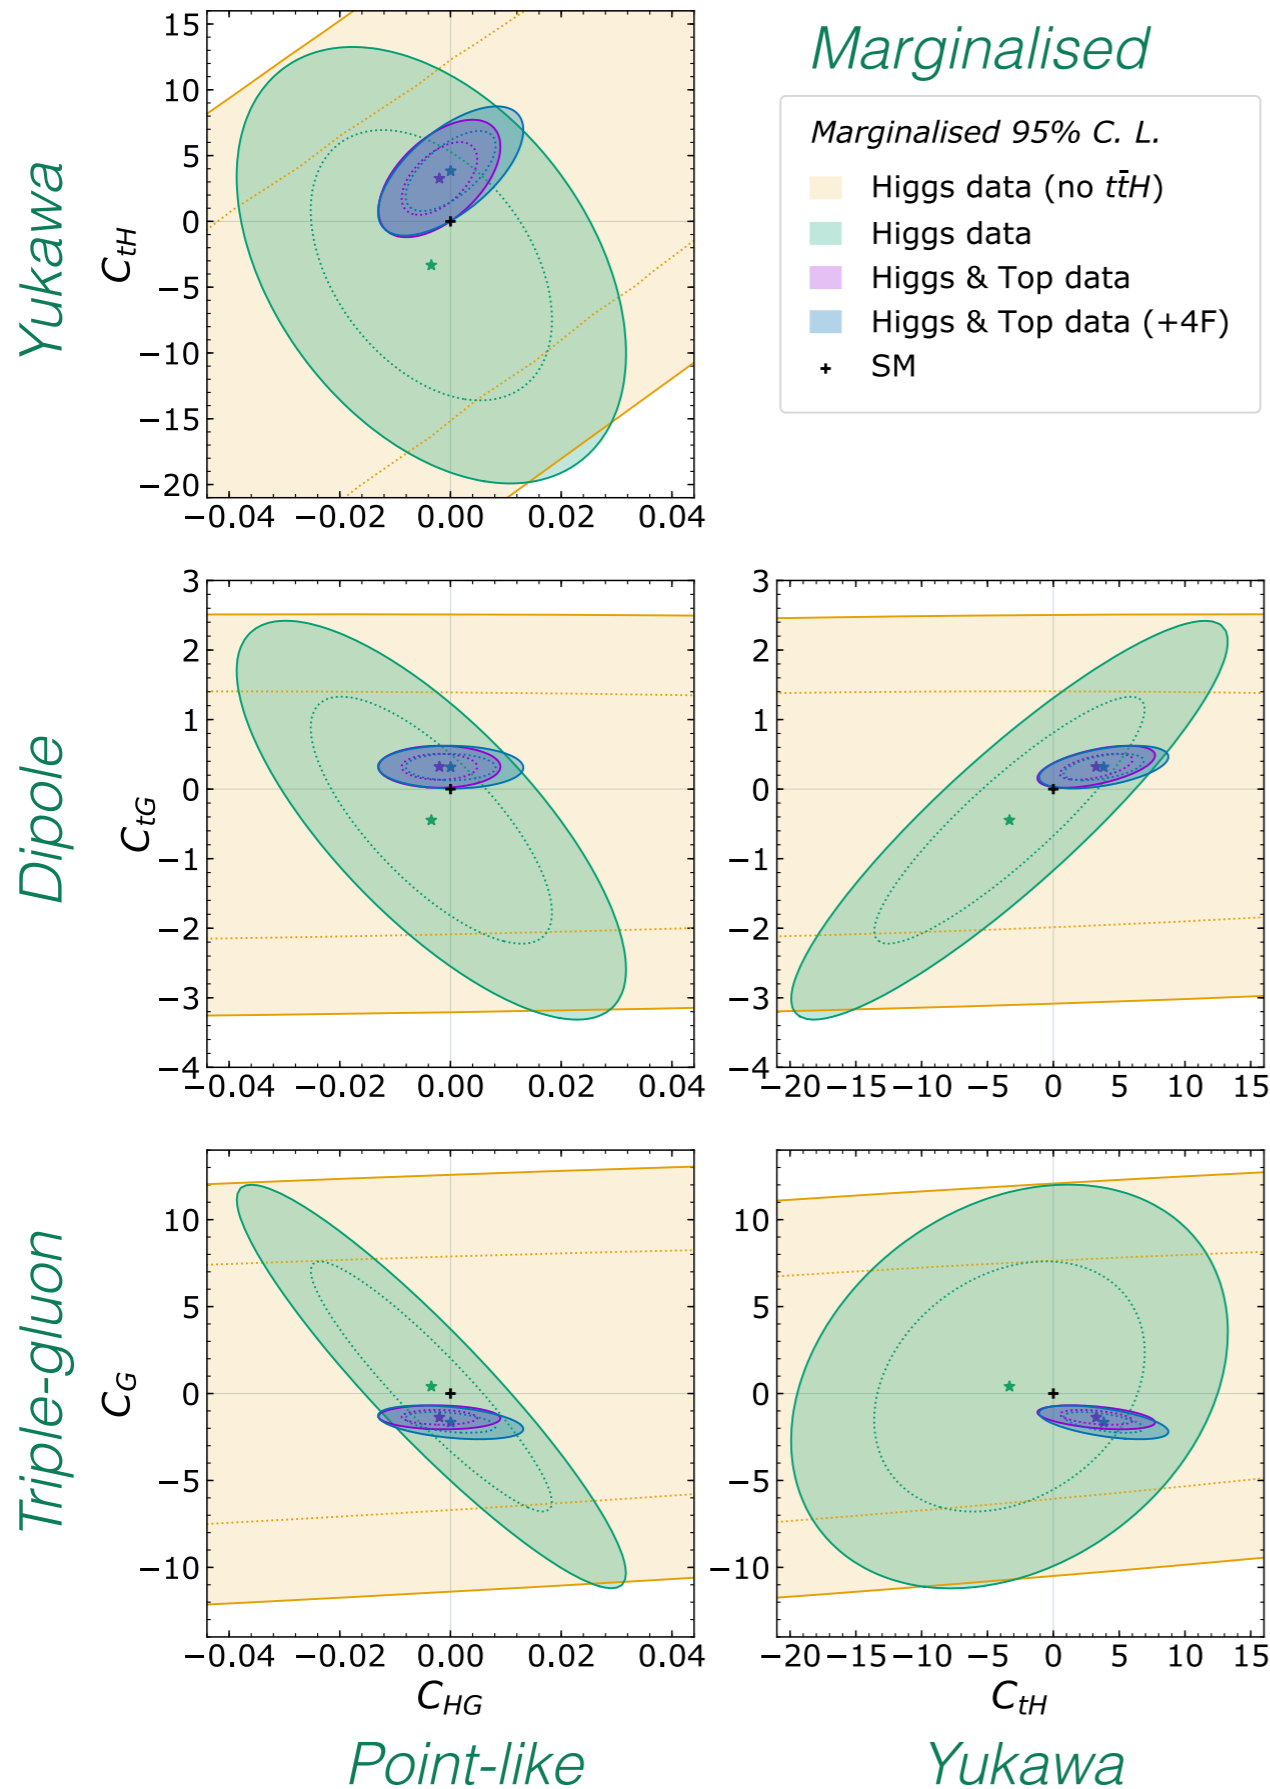 Marginalised
Marginalised 95% C. L.
Higgs data (no tt̄H)
Higgs data
Higgs & Top data
Higgs & Top data (+4F)
SM
Yukawa
C_tH
15
10
5
0
−5
−10
−15
−20
−0.04 −0.02 0.00 0.02 0.04
Dipole
C_tG
3
2
1
0
−1
−2
−3
−4
−0.04 −0.02 0.00 0.02 0.04
3
2
1
0
−1
−2
−3
−4
−20 −15 −10 −5 0 5 10 15
Triple-gluon
C_G
10
5
0
−5
−10
−0.04 −0.02 0.00 0.02 0.04
C_HG
10
5
0
−5
−10
−20 −15 −10 −5 0 5 10 15
C_tH
Point-like Yukawa